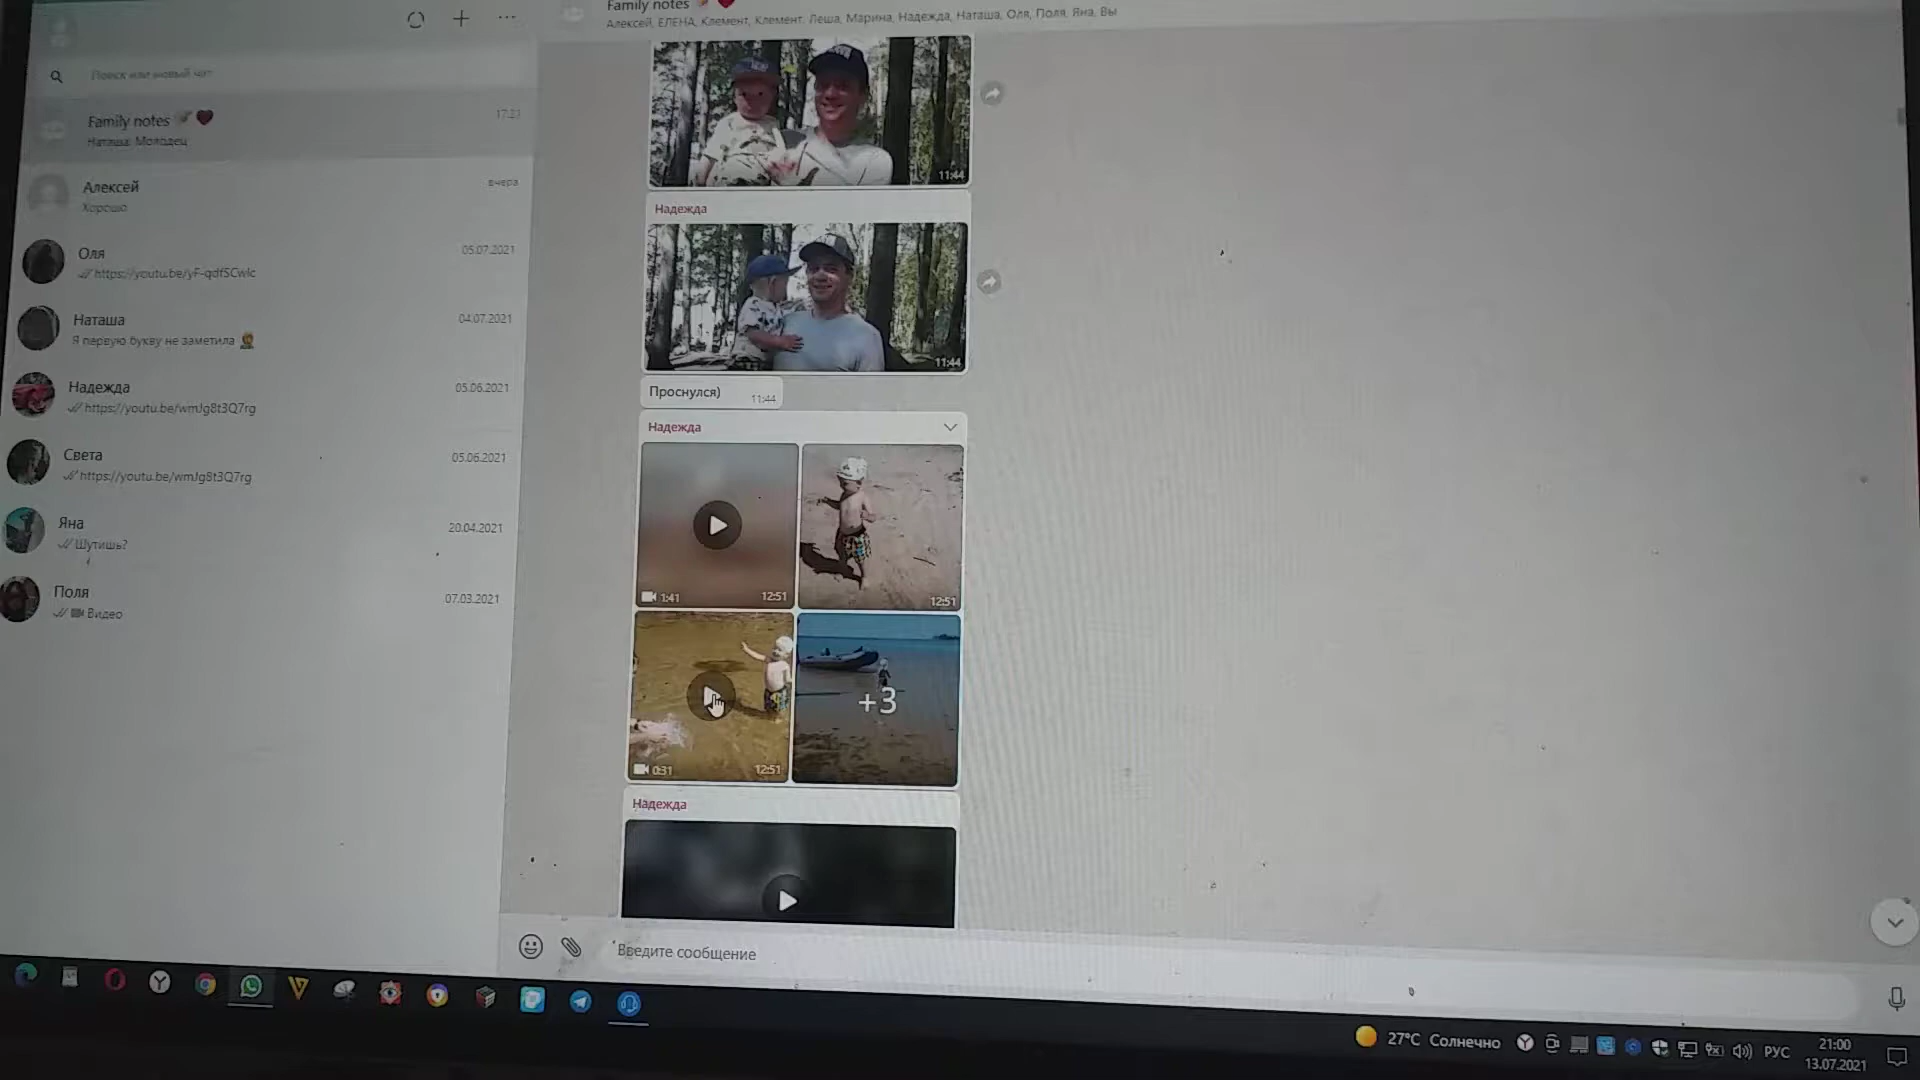 Family notes
Алексей, ЕЛЕНА, Клемент, Клемент, Леша, Марина, Надежда, Наташа, Оля, Поля, Яна, Вы
Поиск или новый чат
Family notes
17:21
Наташа: Молодец
Алексей
вчера
Хорошо
Оля
05.07.2021
https://youtu.be/yF-qdfSCwlc
Наташа
04.07.2021
Я первую букву не заметила
Надежда
05.06.2021
https://youtu.be/wmJg8t3Q7rg
Света
05.06.2021
https://youtu.be/wmJg8t3Q7rg
Яна
20.04.2021
Шутишь?
Поля
07.03.2021
Видео
11:44
Надежда
11:44
Проснулся)
11:44
Надежда
1:41
12:51
12:51
+3
0:31
12:51
Надежда
Введите сообщение
27°C Солнечно
РУС
21:00
13.07.2021